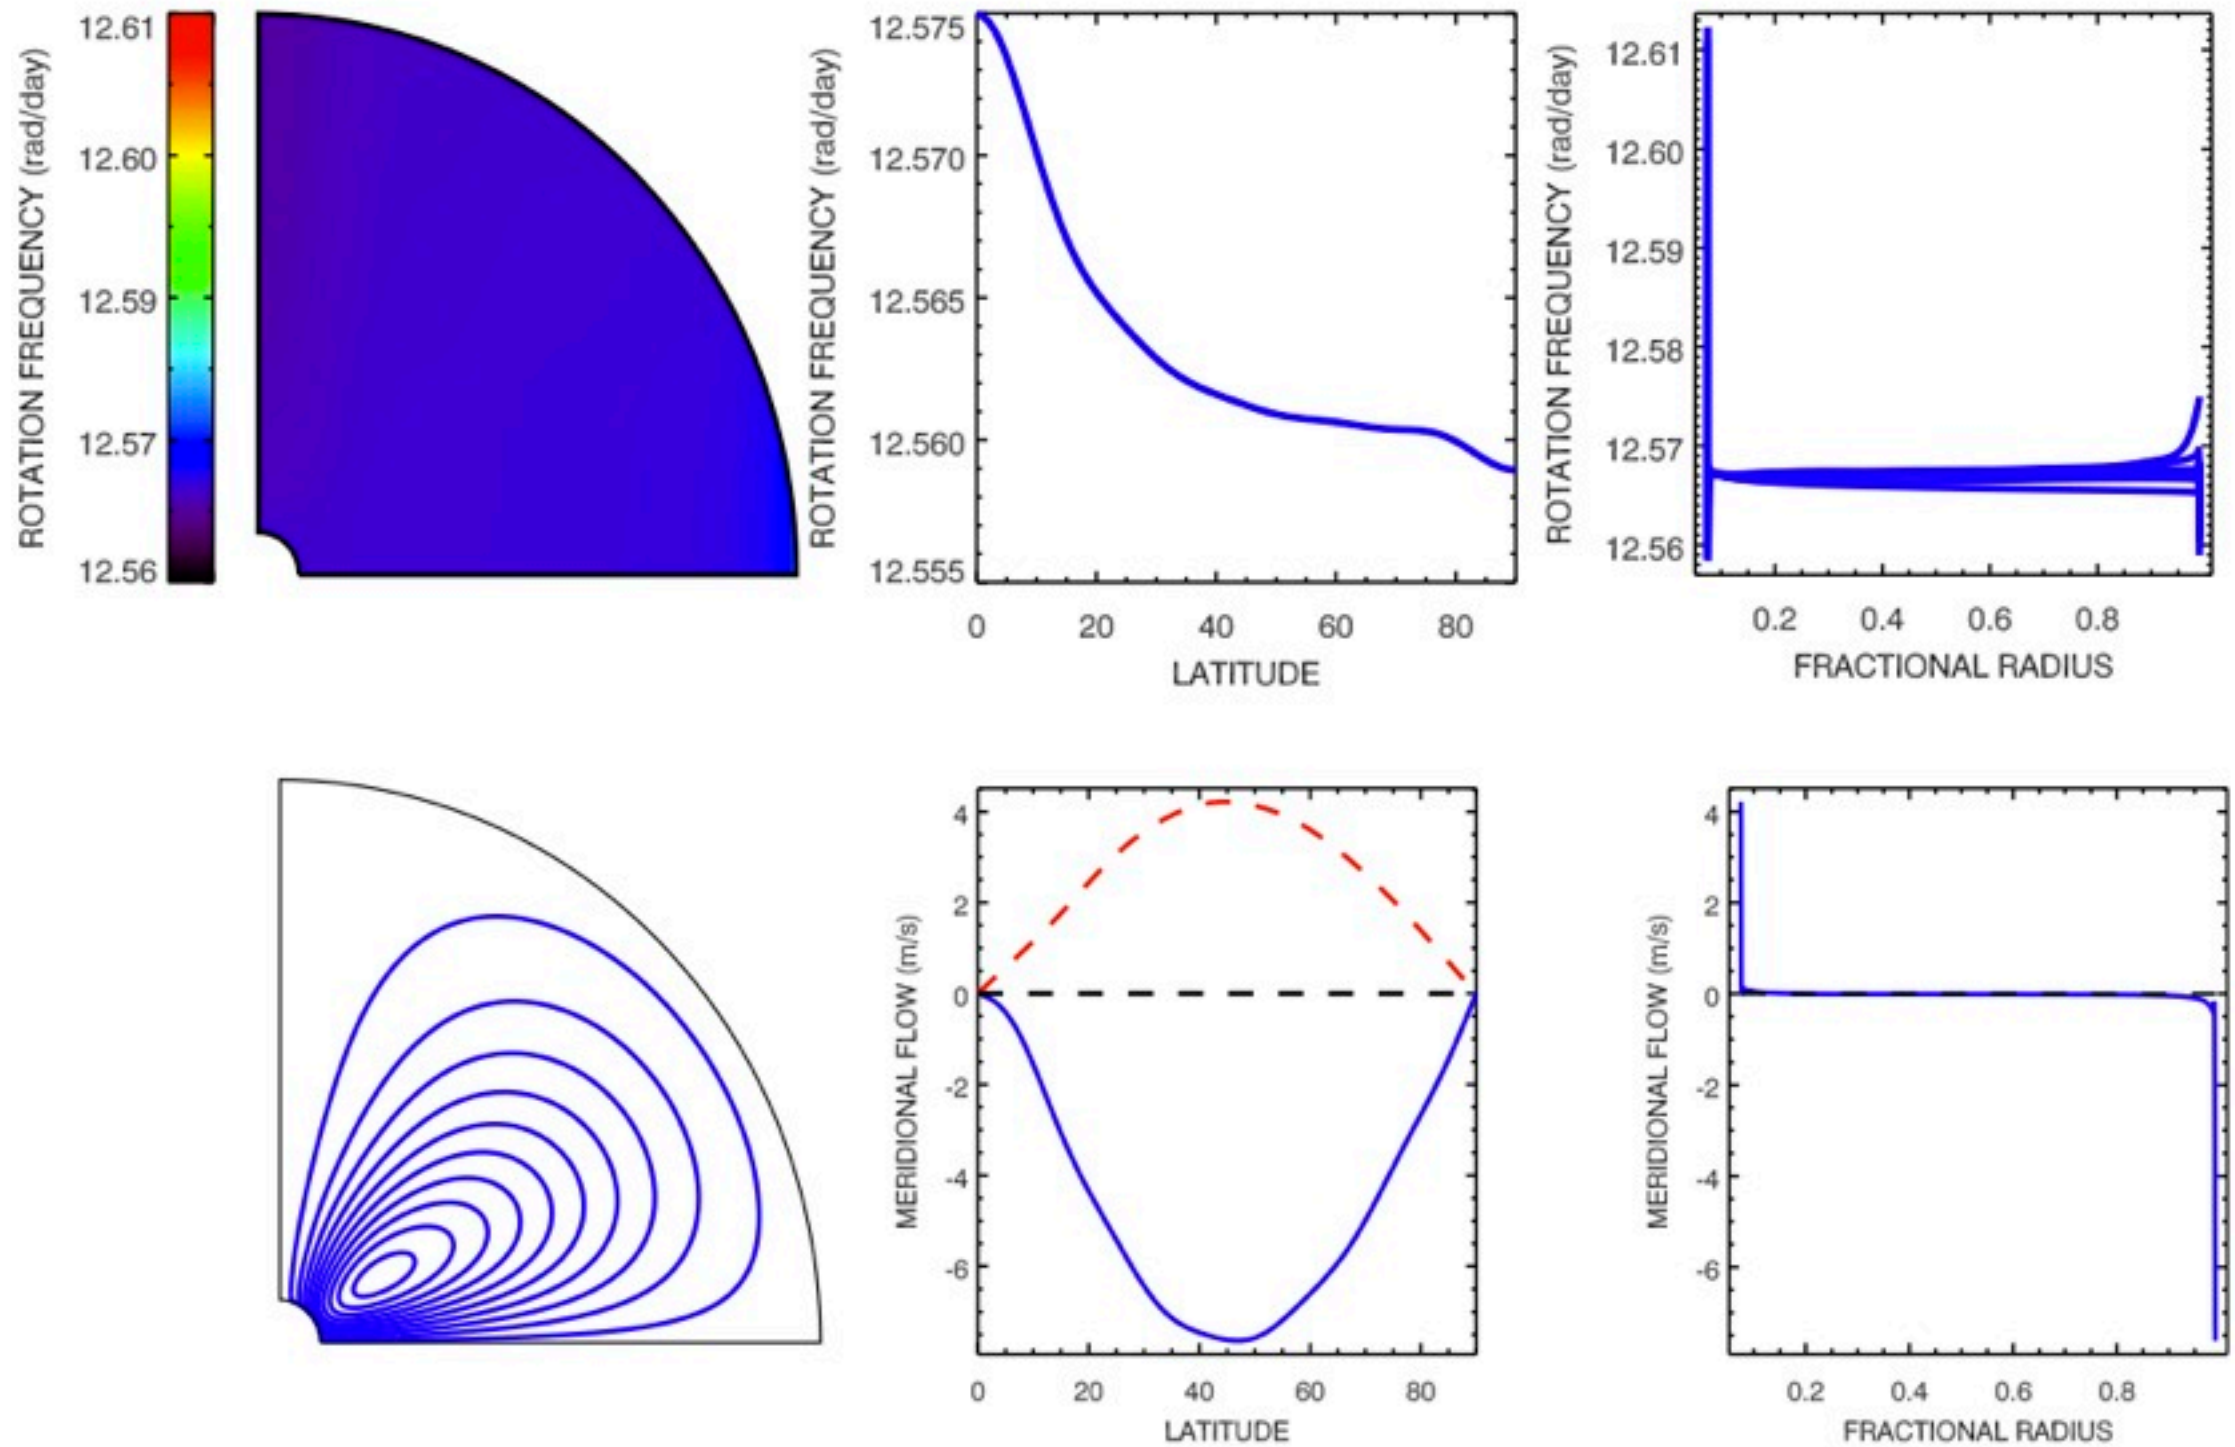 ROTATION FREQUENCY (rad/day)
12.61
12.60
12.59
12.57
12.56
ROTATION FREQUENCY (rad/day)
12.575
12.570
12.565
12.560
12.555
0 20 40 60 80
LATITUDE
ROTATION FREQUENCY (rad/day)
12.61
12.60
12.59
12.58
12.57
12.56
0.2 0.4 0.6 0.8
FRACTIONAL RADIUS
MERIDIONAL FLOW (m/s)
4
2
0
-2
-4
-6
0 20 40 60 80
LATITUDE
MERIDIONAL FLOW (m/s)
4
2
0
-2
-4
-6
0.2 0.4 0.6 0.8
FRACTIONAL RADIUS